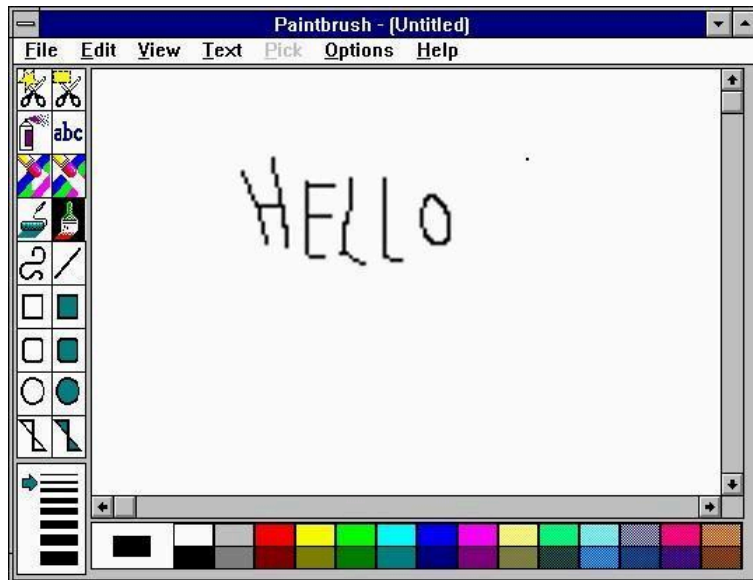 Paintbrush - (Untitled)
File Edit View Text Pick Options Help
abc
HELLO